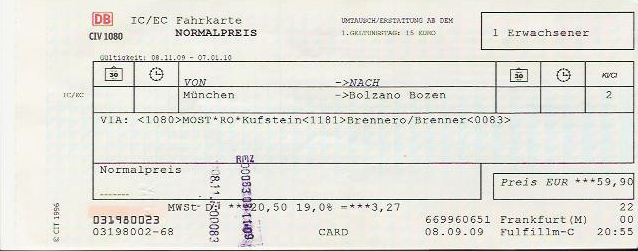 DB IC/EC Fahrkarte UMTAUSCH/ERSTATTUNG AB DEM
CIV 1080 NORMALPREIS 1.GELTUNGSTAG: 15 EURO 1 Erwachsener
Gültigkeit: 08.11.09 - 07.01.10
30 VON ->NACH 30 Kl/Cl
IC/EC München ->Bolzano Bozen 2
VIA: <1080>MOST*RO*Kufstein<1181>Brennero/Brenner<0083>
Normalpreis
Preis EUR ***59,90
MWSt D: ***20,50 19,0% =***3,27 22
031980023 669960651 Frankfurt(M) 00
03198002-68 CARD 08.09.09 Fulfillm-C 20:55
© CIT 1996